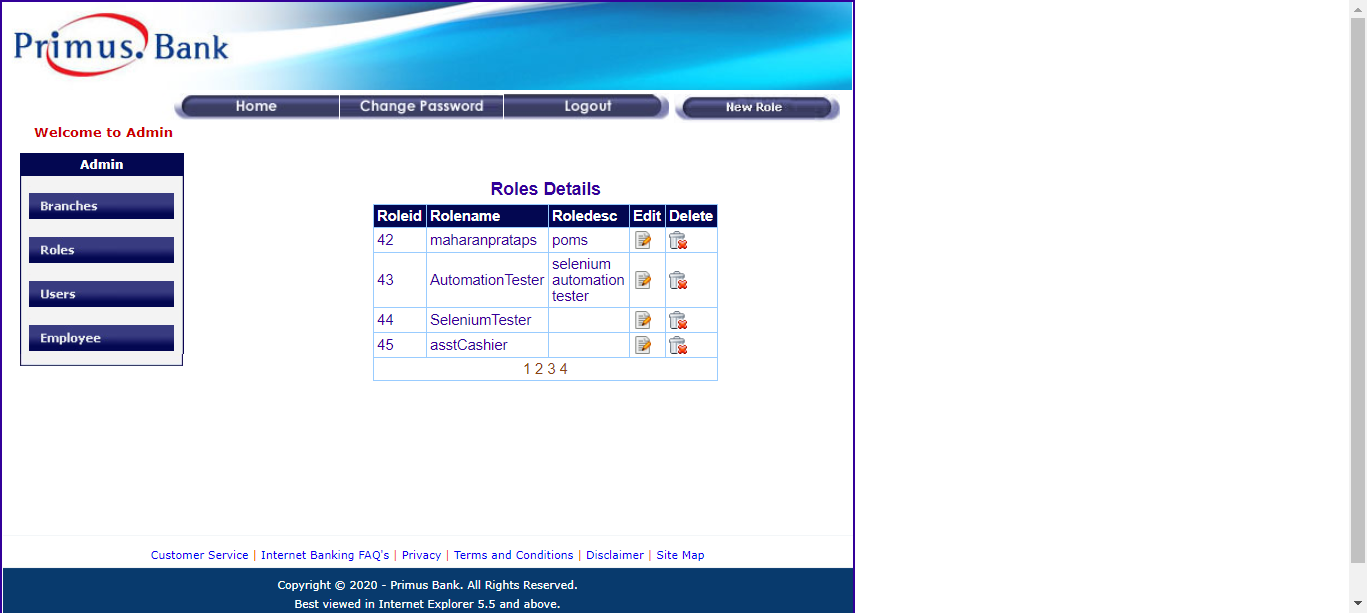 Primus. Bank
Home Change Password Logout New Role
Welcome to Admin
Admin
Branches
Roles
Users
Employee
Roles Details
Roleid Rolename Roledesc Edit Delete
42 maharanprataps poms
43 AutomationTester selenium
automation
tester
44 SeleniumTester
45 asstCashier
1 2 3 4
Customer Service | Internet Banking FAQ's | Privacy | Terms and Conditions | Disclaimer | Site Map
Copyright © 2020 - Primus Bank. All Rights Reserved.
Best viewed in Internet Explorer 5.5 and above.